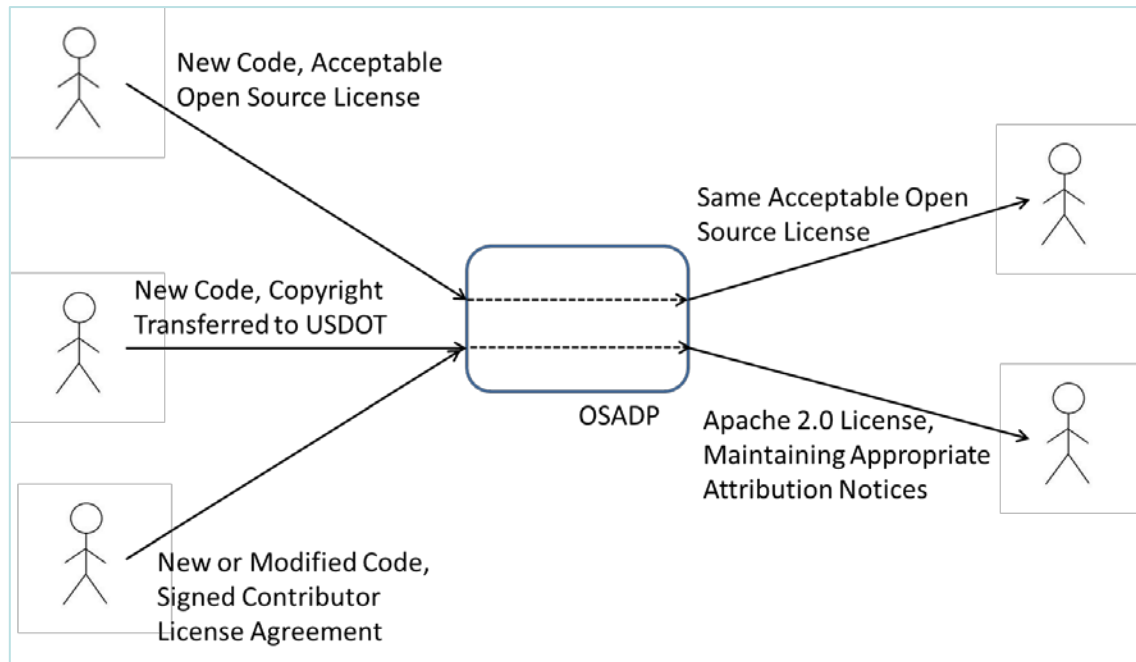 New Code, Acceptable
Open Source License
Same Acceptable Open
Source License
New Code, Copyright
Transferred to USDOT
OSADP
Apache 2.0 License,
Maintaining Appropriate
Attribution Notices
New or Modified Code,
Signed Contributor
License Agreement